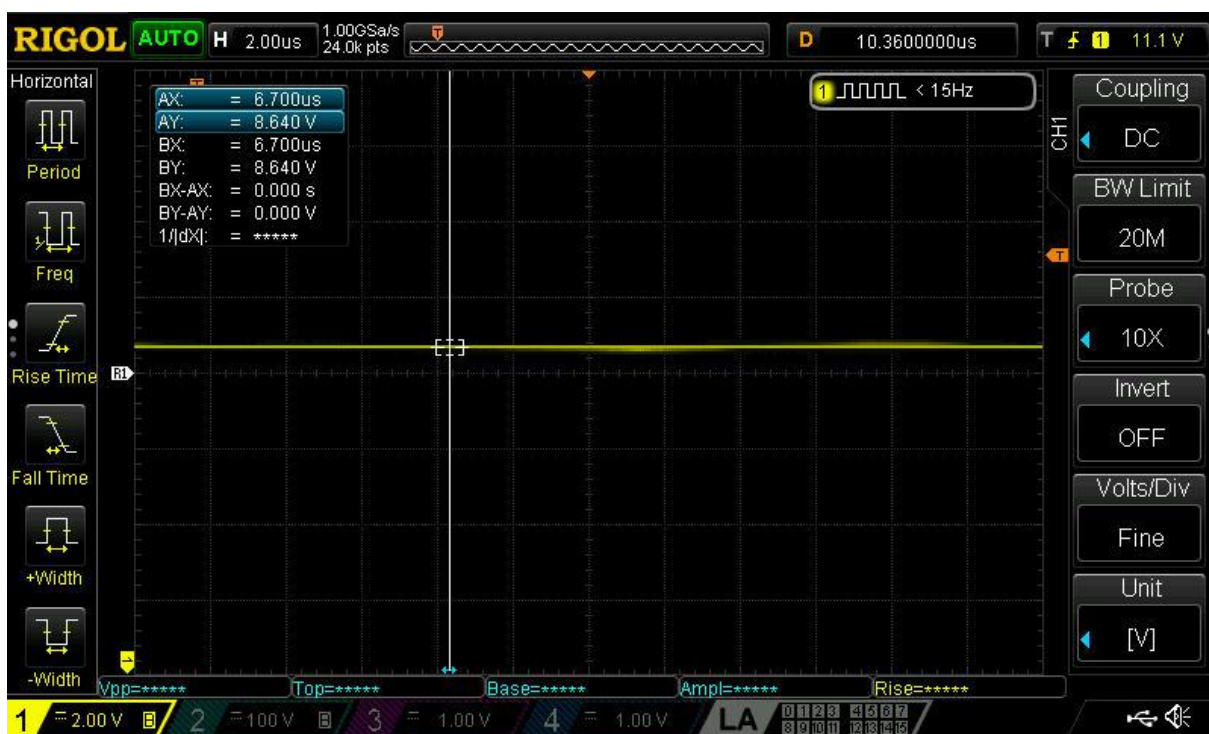 RIGOL AUTO H 2.00us 1.00GSa/s 24.0k pts T D 10.3600000us T 1 11.1 V
Horizontal
Period
Freq
Rise Time
Fall Time
+Width
-Width
AX: = 6.700us
AY: = 8.640 V
BX: = 6.700us
BY: = 8.640 V
BX-AX: = 0.000 s
BY-AY: = 0.000 V
1/|dX|: = *****
1 < 15Hz
T
R1
CH1
Coupling
DC
BW Limit
20M
Probe
10X
Invert
OFF
Volts/Div
Fine
Unit
[V]
Vpp=***** Top=***** Base=***** Ampl=***** Rise=*****
1 = 2.00 V B 2 = 100 V B 3 = 1.00 V 4 = 1.00 V LA 0 1 2 3 4 5 6 7
8 9 10 11 12 13 14 15